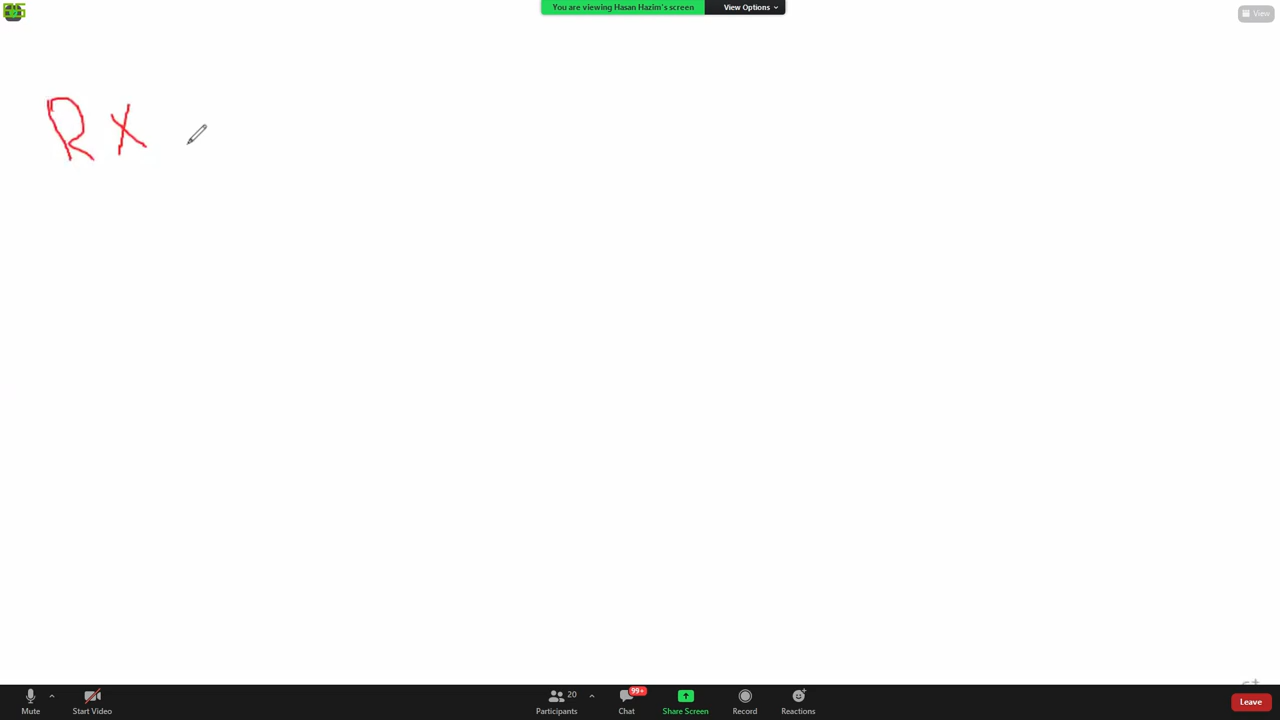 You are viewing Hasan Hazim's screen View Options
View
R X
Mute Start Video 20 Participants 99+ Chat Share Screen Record Reactions Leave